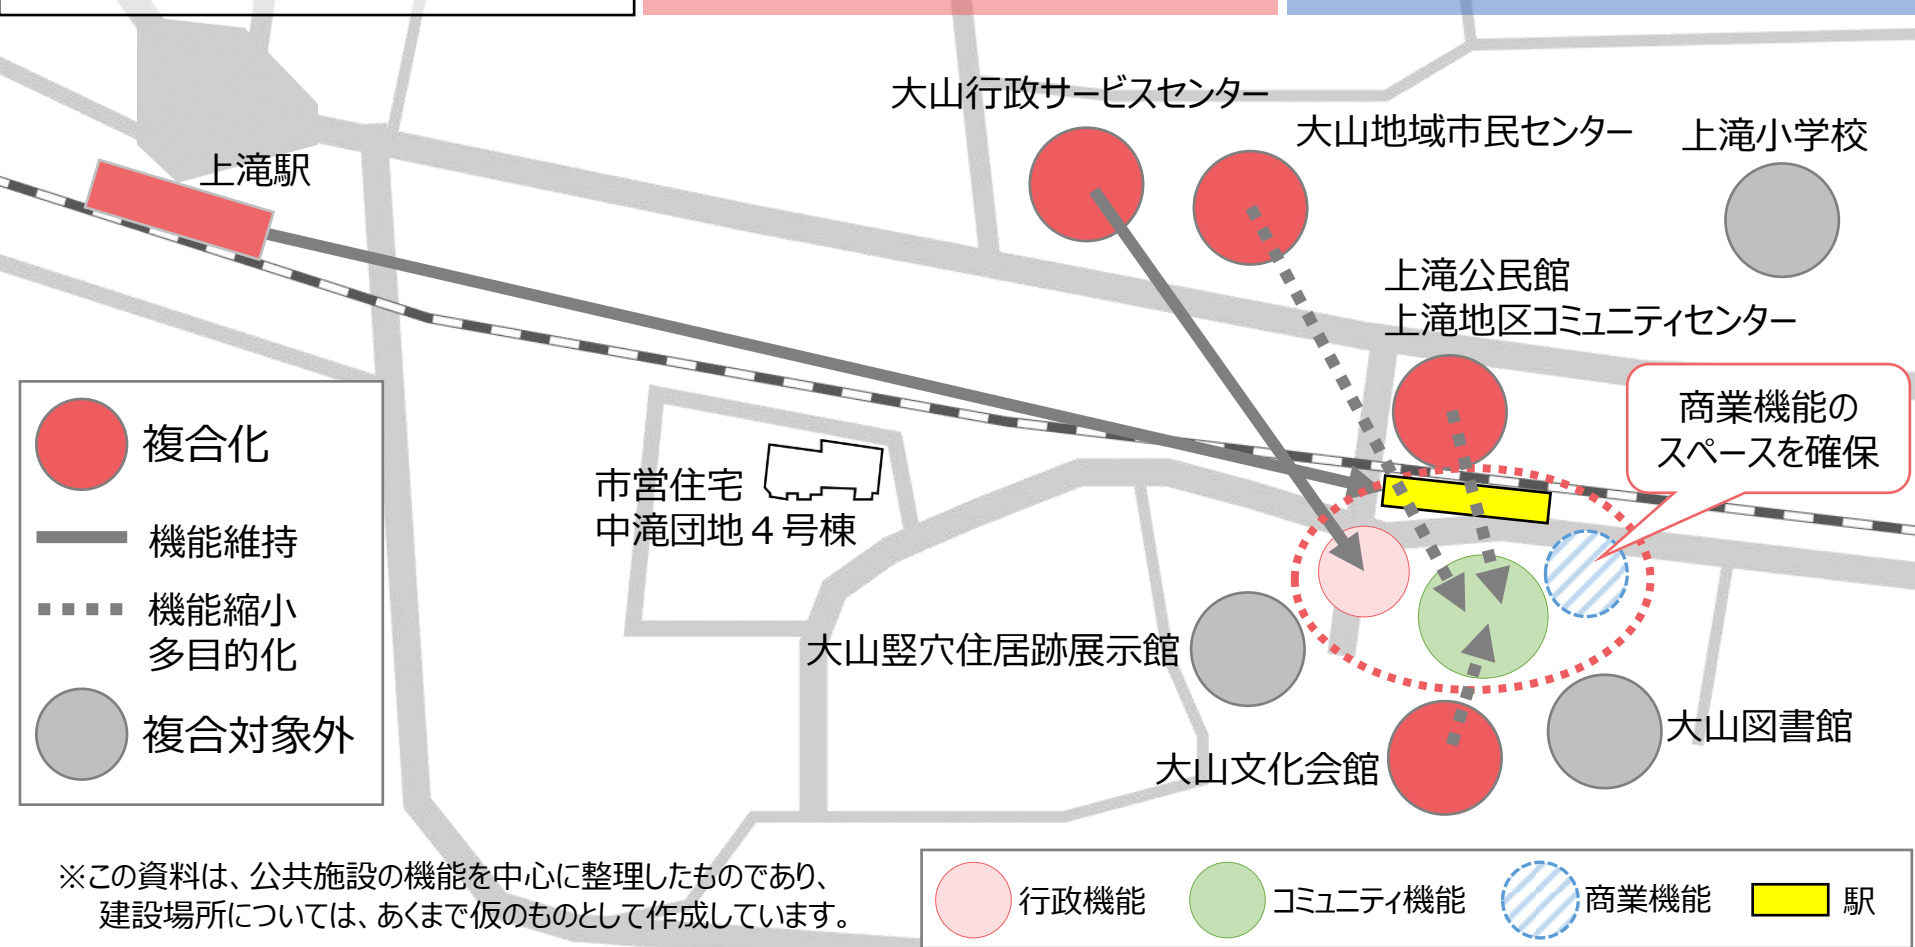 大山行政サービスセンター
大山地域市民センター
上滝小学校
上滝駅
上滝公民館
上滝地区コミュニティセンター
商業機能の
スペースを確保
複合化
機能維持
機能縮小
多目的化
複合対象外
市営住宅
中滝団地４号棟
大山竪穴住居跡展示館
大山図書館
大山文化会館
※この資料は、公共施設の機能を中心に整理したものであり、
建設場所については、あくまで仮のものとして作成しています。
行政機能
コミュニティ機能
商業機能
駅